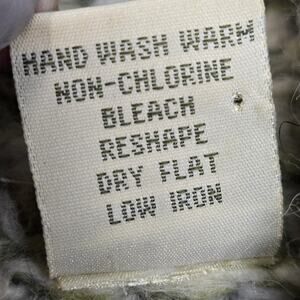 HAND WASH WARM
NON-CHLORINE
BLEACH
RESHAPE
DRY FLAT
LOW IRON